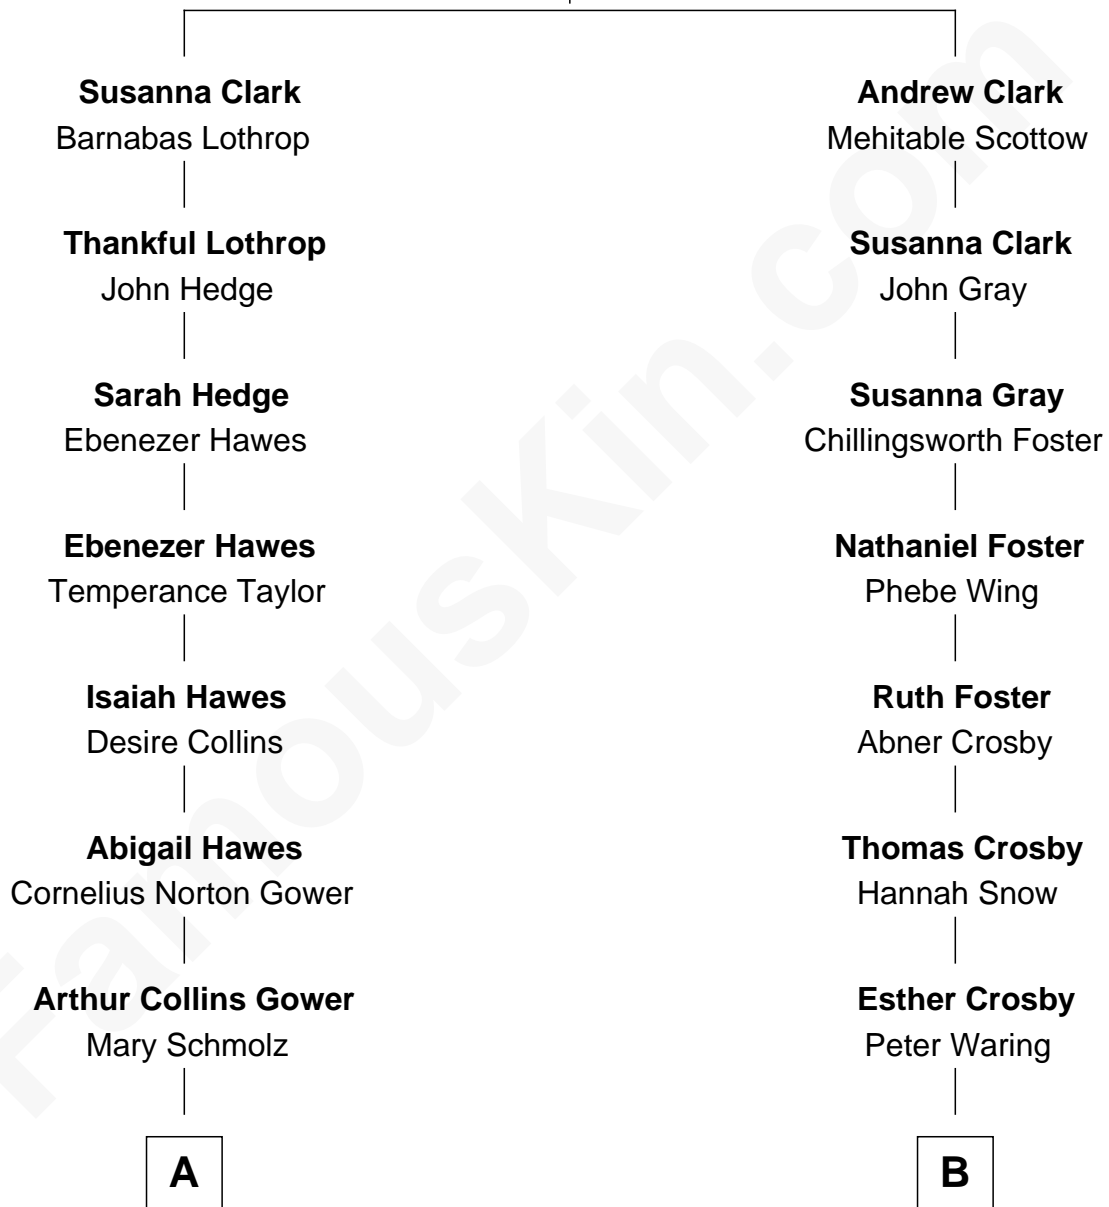 Susanna Clark
Barnabas Lothrop
Thankful Lothrop
John Hedge
Sarah Hedge
Ebenezer Hawes
Ebenezer Hawes
Temperance Taylor
Isaiah Hawes
Desire Collins
Abigail Hawes
Cornelius Norton Gower
Arthur Collins Gower
Mary Schmolz
A
Andrew Clark
Mehitable Scottow
Susanna Clark
John Gray
Susanna Gray
Chillingsworth Foster
Nathaniel Foster
Phebe Wing
Ruth Foster
Abner Crosby
Thomas Crosby
Hannah Snow
Esther Crosby
Peter Waring
B
FamousKin.com